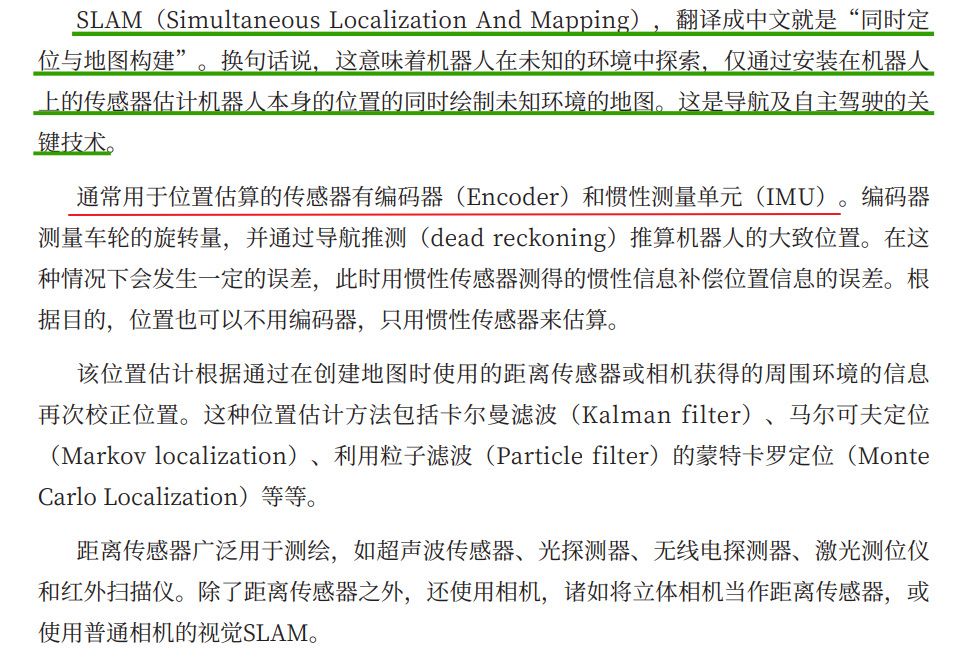 SLAM（Simultaneous Localization And Mapping），翻译成中文就是“同时定
位与地图构建”。换句话说，这意味着机器人在未知的环境中探索，仅通过安装在机器人
上的传感器估计机器人本身的位置的同时绘制未知环境的地图。这是导航及自主驾驶的关
键技术。
通常用于位置估算的传感器有编码器（Encoder）和惯性测量单元（IMU）。编码器
测量车轮的旋转量，并通过导航推测（dead reckoning）推算机器人的大致位置。在这
种情况下会发生一定的误差，此时用惯性传感器测得的惯性信息补偿位置信息的误差。根
据目的，位置也可以不用编码器，只用惯性传感器来估算。
该位置估计根据通过在创建地图时使用的距离传感器或相机获得的周围环境的信息
再次校正位置。这种位置估计方法包括卡尔曼滤波（Kalman filter）、马尔可夫定位
（Markov localization）、利用粒子滤波（Particle filter）的蒙特卡罗定位（Monte
Carlo Localization）等等。
距离传感器广泛用于测绘，如超声波传感器、光探测器、无线电探测器、激光测位仪
和红外扫描仪。除了距离传感器之外，还使用相机，诸如将立体相机当作距离传感器，或
使用普通相机的视觉SLAM。